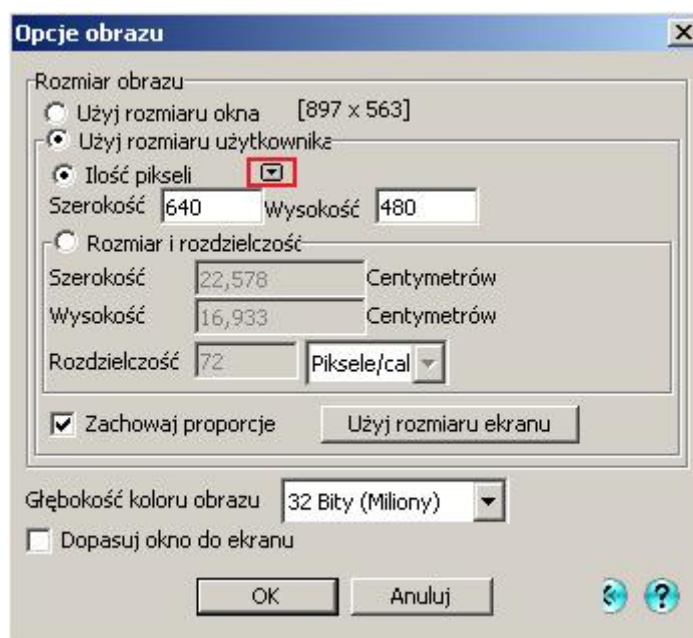 Opcje obrazu
Rozmiar obrazu
Użyj rozmiaru okna [897 x 563]
Użyj rozmiaru użytkownika
Ilość pikseli
Szerokość 640 Wysokość 480
Rozmiar i rozdzielczość
Szerokość 22,578 Centymetrów
Wysokość 16,933 Centymetrów
Rozdzielczość 72 Piksele/cal
Zachowaj proporcje Użyj rozmiaru ekranu
Głębokość koloru obrazu 32 Bity (Miliony)
Dopasuj okno do ekranu
OK Anuluj ?